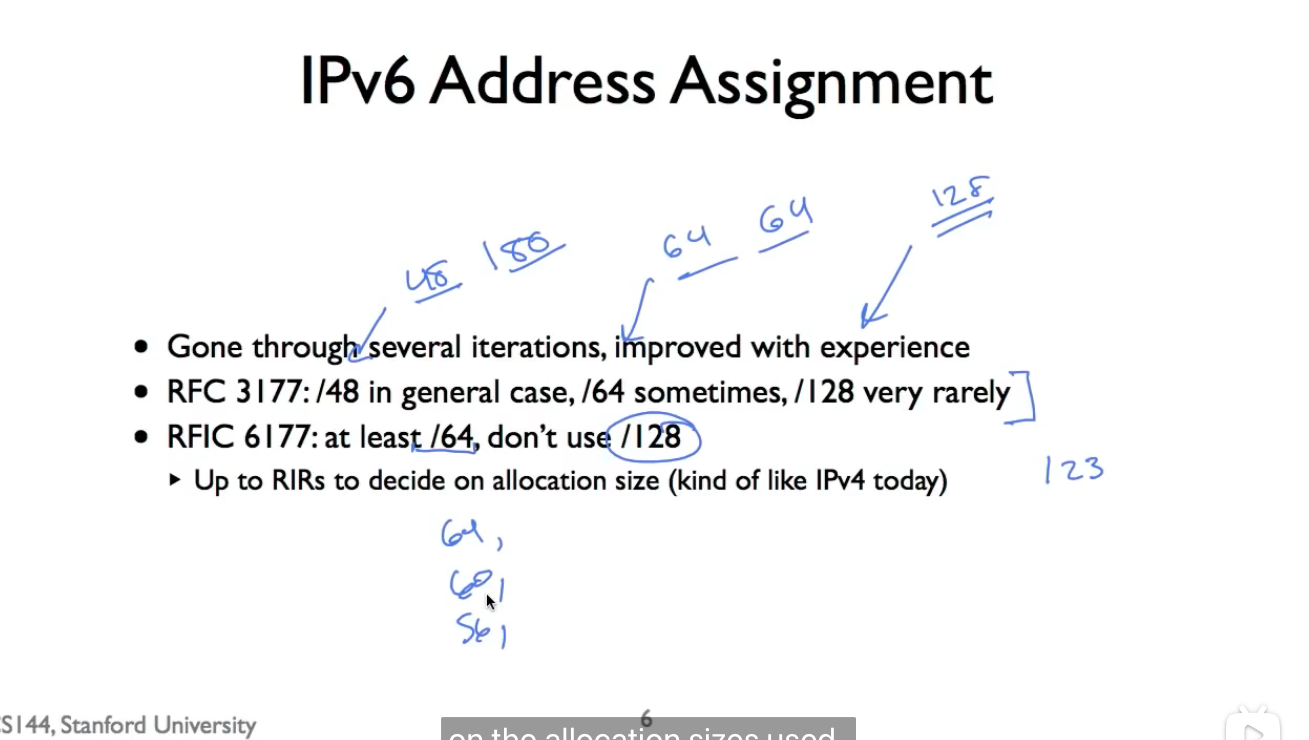 IPv6 Address Assignment
128
64 64
48 180
• Gone through several iterations, improved with experience
• RFC 3177: /48 in general case, /64 sometimes, /128 very rarely
• RFIC 6177: at least /64, don't use /128
▸ Up to RIRs to decide on allocation size (kind of like IPv4 today)
123
64,
60,
56,
S144, Stanford University
6
on the allocation sizes used